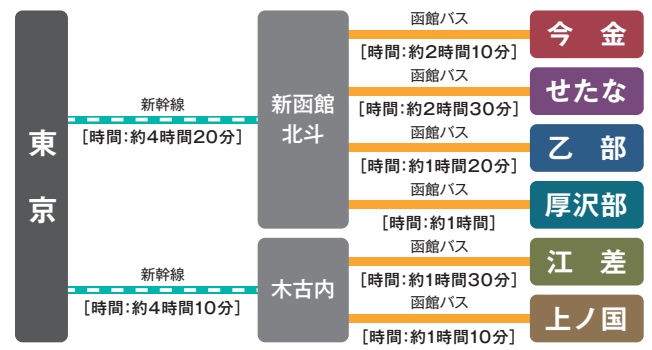 東京
新幹線
[時間:約4時間20分]
新函館
北斗
函館バス
[時間:約2時間10分]
今 金
函館バス
[時間:約2時間30分]
せたな
函館バス
[時間:約1時間20分]
乙 部
函館バス
[時間:約1時間]
厚沢部
新幹線
[時間:約4時間10分]
木古内
函館バス
[時間:約1時間30分]
江 差
函館バス
[時間:約1時間10分]
上ノ国